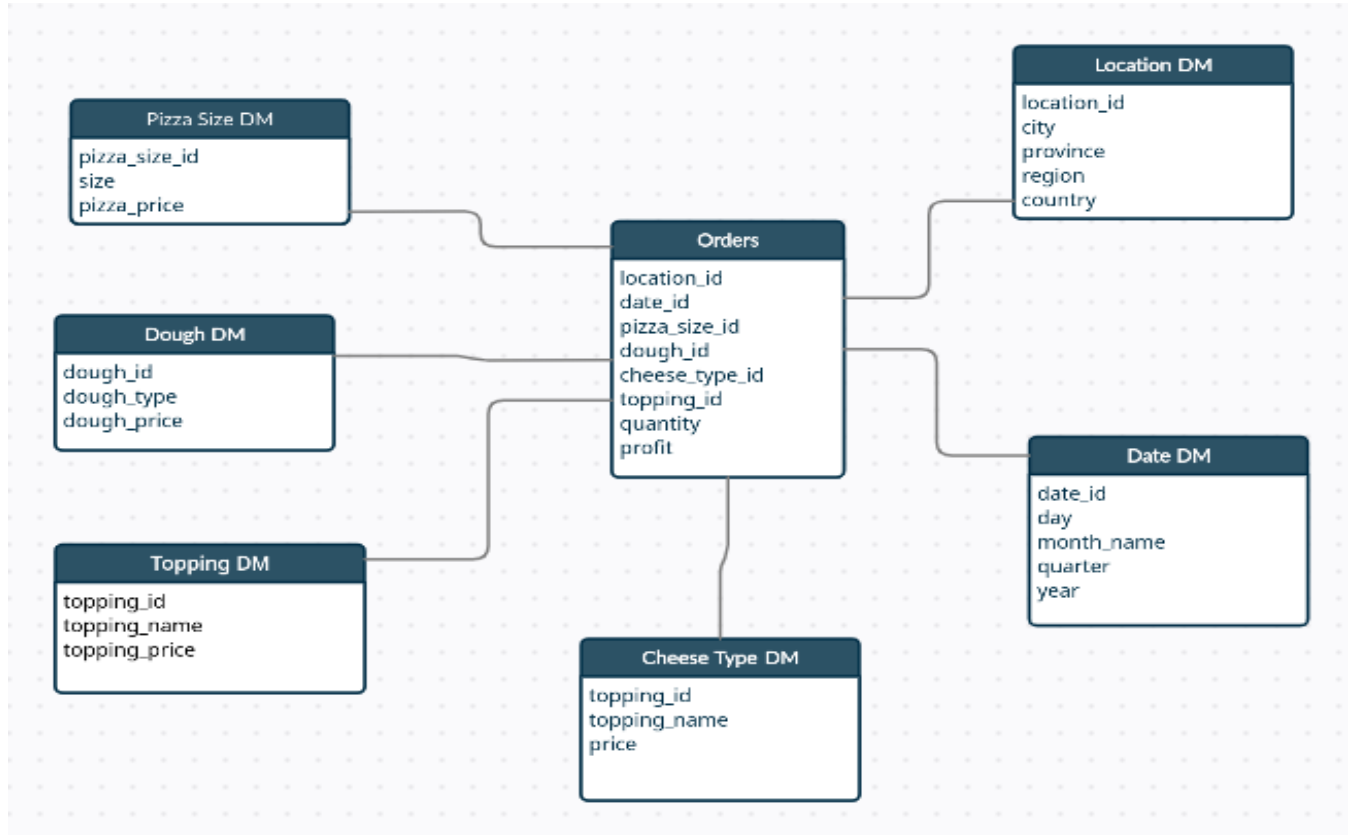 Pizza Size DM
pizza_size_id
size
pizza_price
Dough DM
dough_id
dough_type
dough_price
Topping DM
topping_id
topping_name
topping_price
Orders
location_id
date_id
pizza_size_id
dough_id
cheese_type_id
topping_id
quantity
profit
Cheese Type DM
topping_id
topping_name
price
Location DM
location_id
city
province
region
country
Date DM
date_id
day
month_name
quarter
year